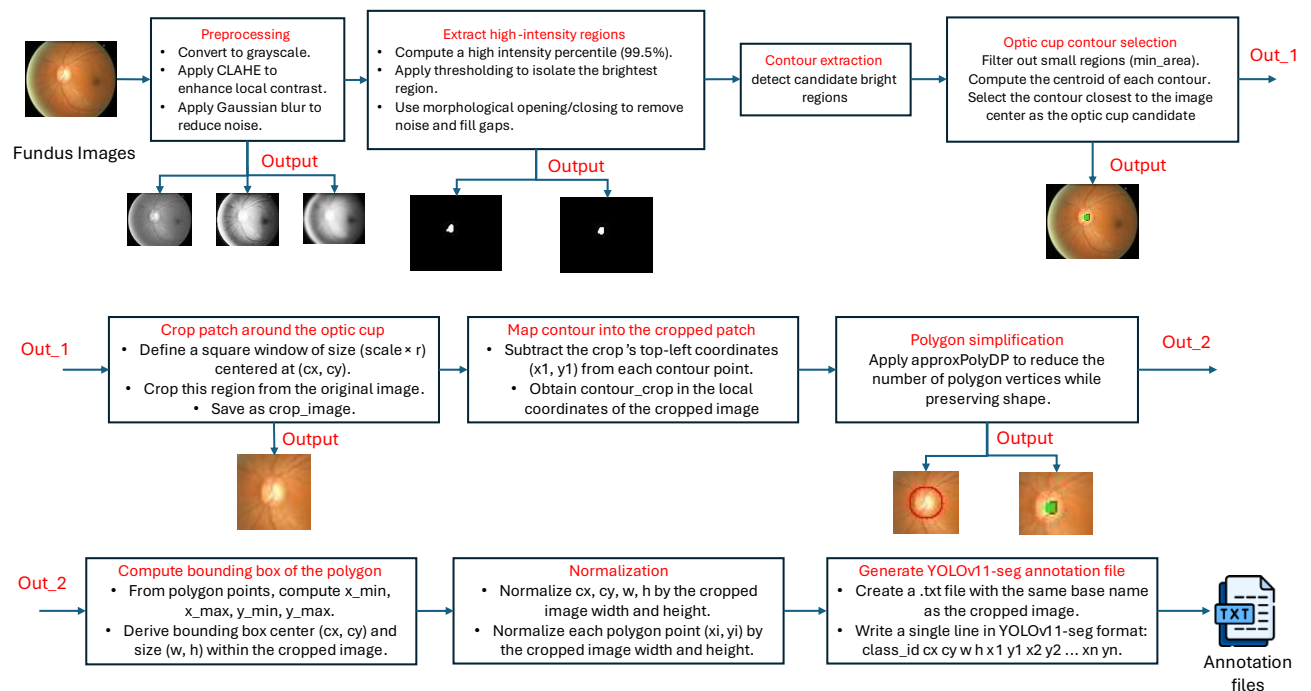 Preprocessing
• Convert to grayscale.
• Apply CLAHE to
enhance local contrast.
• Apply Gaussian blur to
reduce noise.
Extract high-intensity regions
• Compute a high intensity percentile (99.5%).
• Apply thresholding to isolate the brightest
region.
• Use morphological opening/closing to remove
noise and fill gaps.
Contour extraction
detect candidate bright
regions
Optic cup contour selection
Filter out small regions (min_area).
Compute the centroid of each contour.
Select the contour closest to the image
center as the optic cup candidate
Out_1
Fundus Images
Output
Output
Output
Out_1
Crop patch around the optic cup
• Define a square window of size (scale × r)
centered at (cx, cy).
• Crop this region from the original image.
• Save as crop_image.
Map contour into the cropped patch
• Subtract the crop's top-left coordinates
(x1, y1) from each contour point.
• Obtain contour_crop in the local
coordinates of the cropped image
Polygon simplification
Apply approxPolyDP to reduce the
number of polygon vertices while
preserving shape.
Out_2
Output
Output
Out_2
Compute bounding box of the polygon
• From polygon points, compute x_min,
x_max, y_min, y_max.
• Derive bounding box center (cx, cy) and
size (w, h) within the cropped image.
Normalization
• Normalize cx, cy, w, h by the cropped
image width and height.
• Normalize each polygon point (xi, yi) by
the cropped image width and height.
Generate YOLOv11-seg annotation file
• Create a .txt file with the same base name
as the cropped image.
• Write a single line in YOLOv11-seg format:
class_id cx cy w h x1 y1 x2 y2 ... xn yn.
TXT
Annotation
files